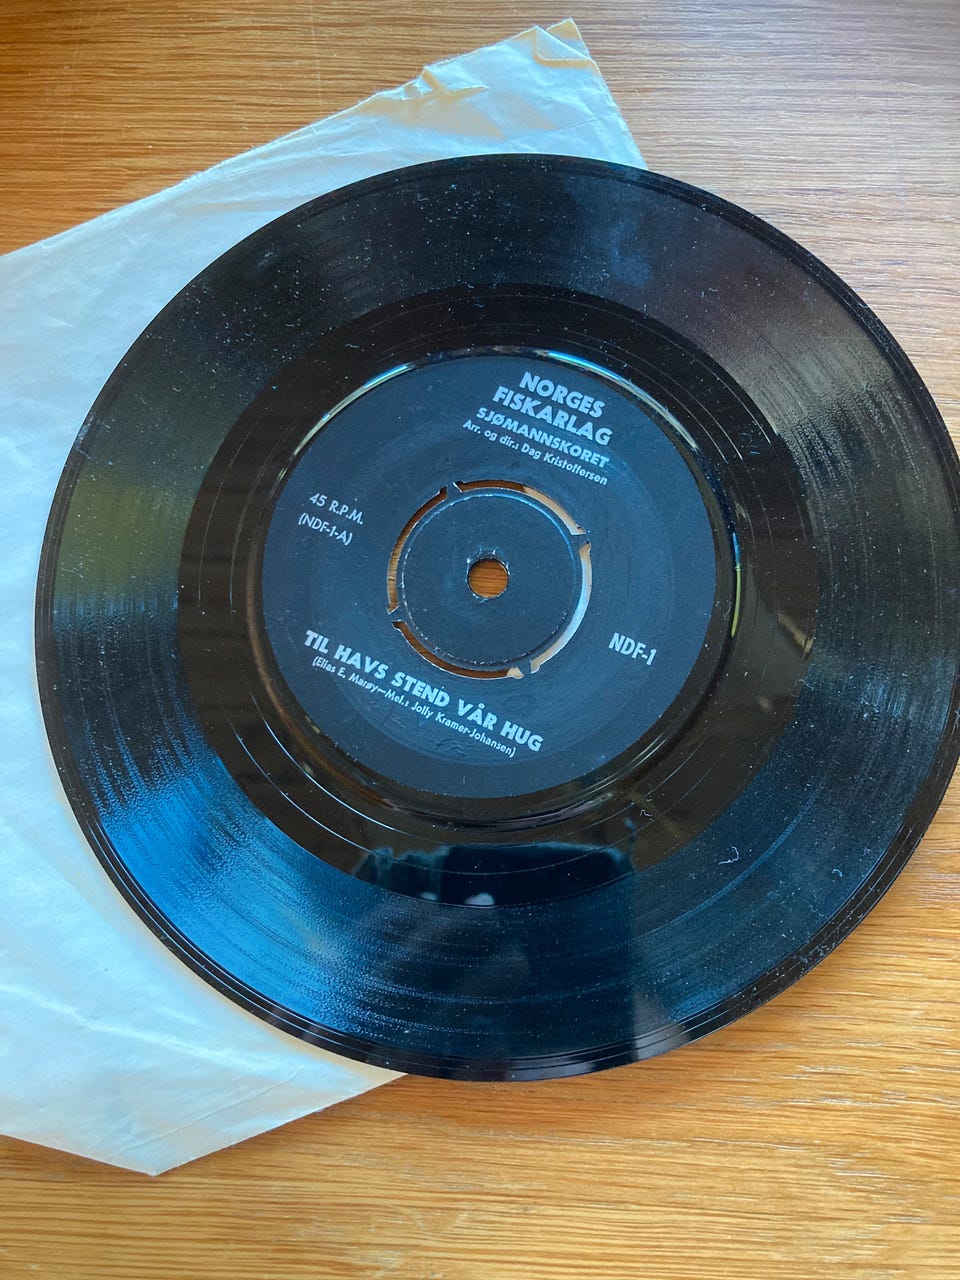 NORGES
FISKARLAG
SJØMANNSKORET
Arr. og dir.: Dag Kristoffersen
45 R.P.M.
(NDF-1-A)
NDF-1
TIL HAVS STEND VÅR HUG
(Elias E. Marøy—Mel.: Jolly Kramer-Johansen)